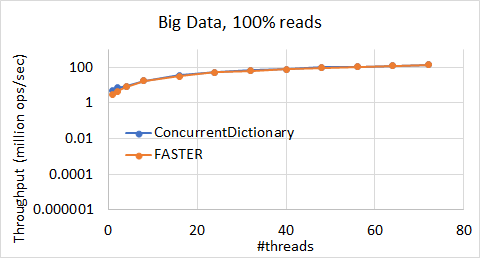 Big Data, 100% reads
Throughput (million ops/sec)
100
1
0.01
0.0001
0.000001
ConcurrentDictionary
FASTER
0
20
40
60
80
#threads